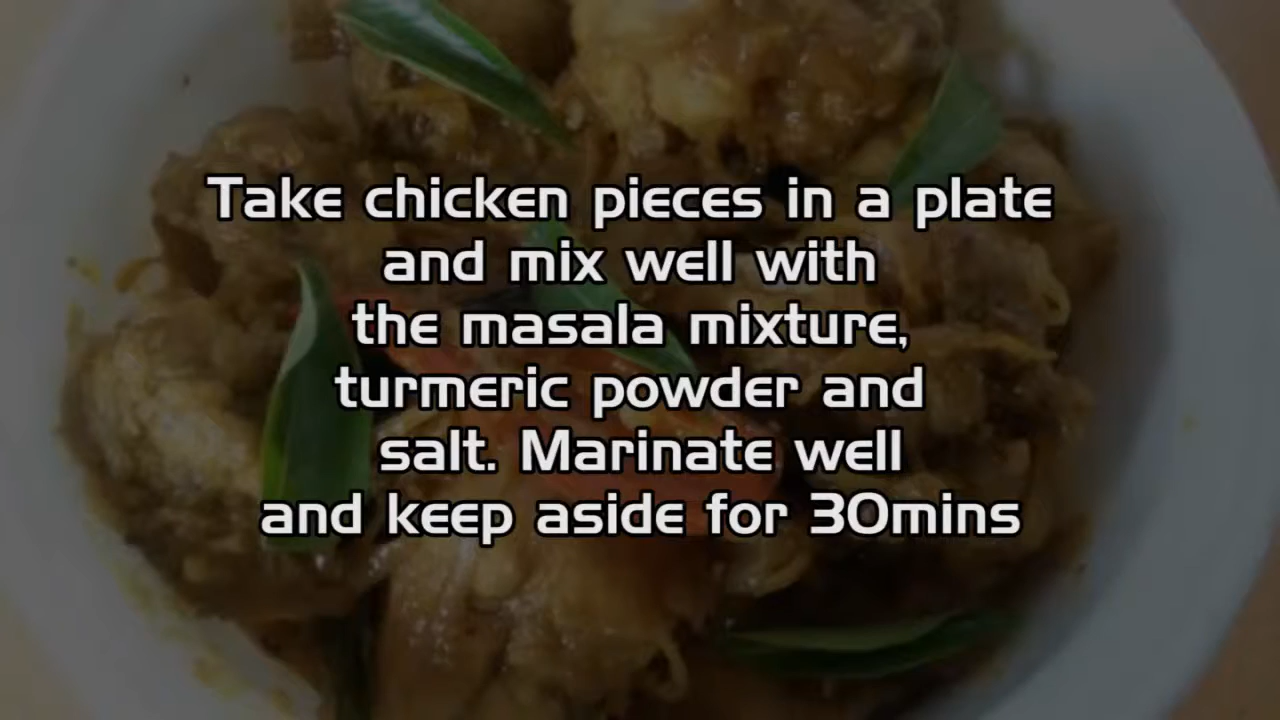 Take chicken pieces in a plate
and mix well with
the masala mixture,
turmeric powder and
salt. Marinate well
and keep aside for 30mins